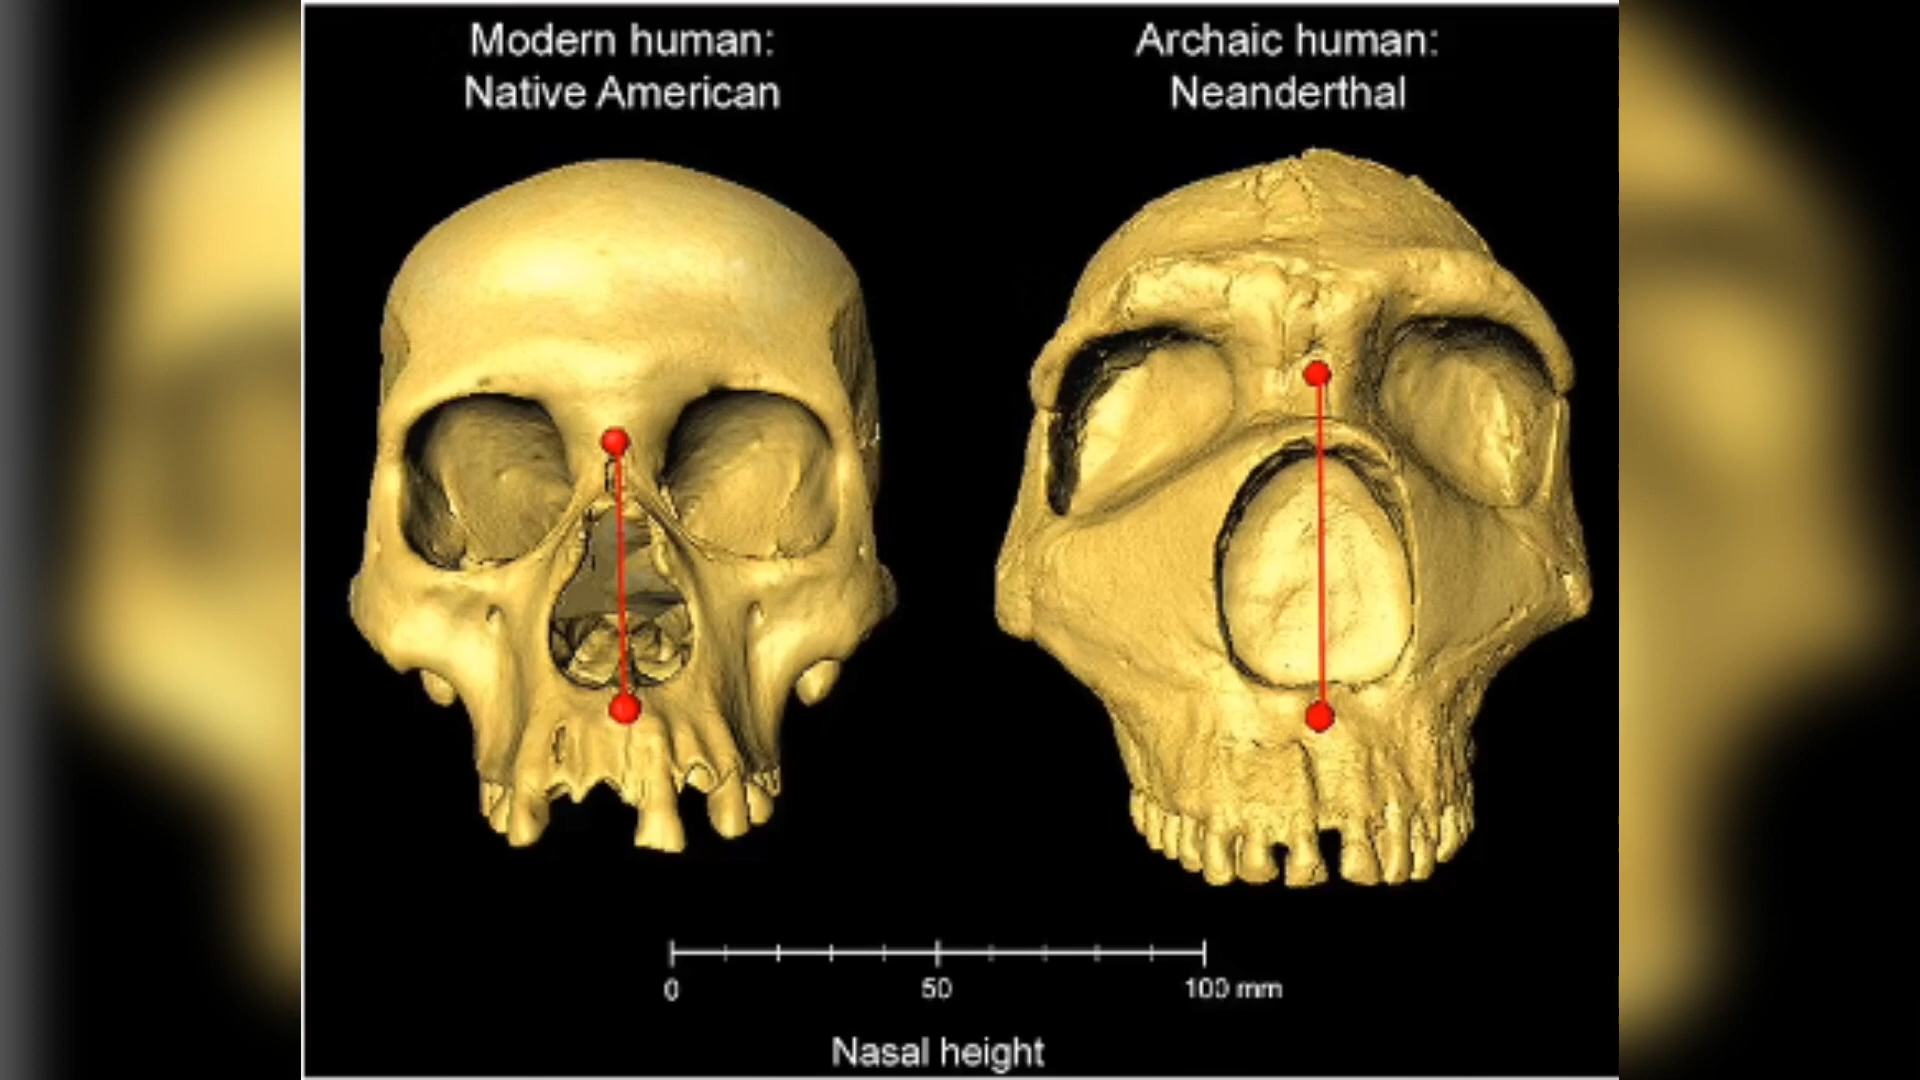 Modern human:
Native American
Archaic human:
Neanderthal
0 50 100 mm
Nasal height